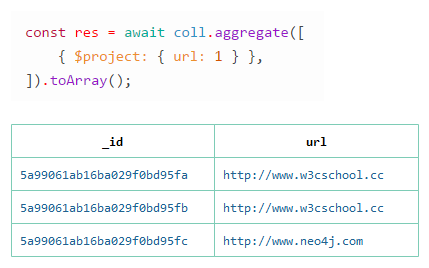 const res = await coll.aggregate([
{ $project: { url: 1 } },
]).toArray();
_id url
5a99061ab16ba029f0bd95fa http://www.w3cschool.cc
5a99061ab16ba029f0bd95fb http://www.w3cschool.cc
5a99061ab16ba029f0bd95fc http://www.neo4j.com